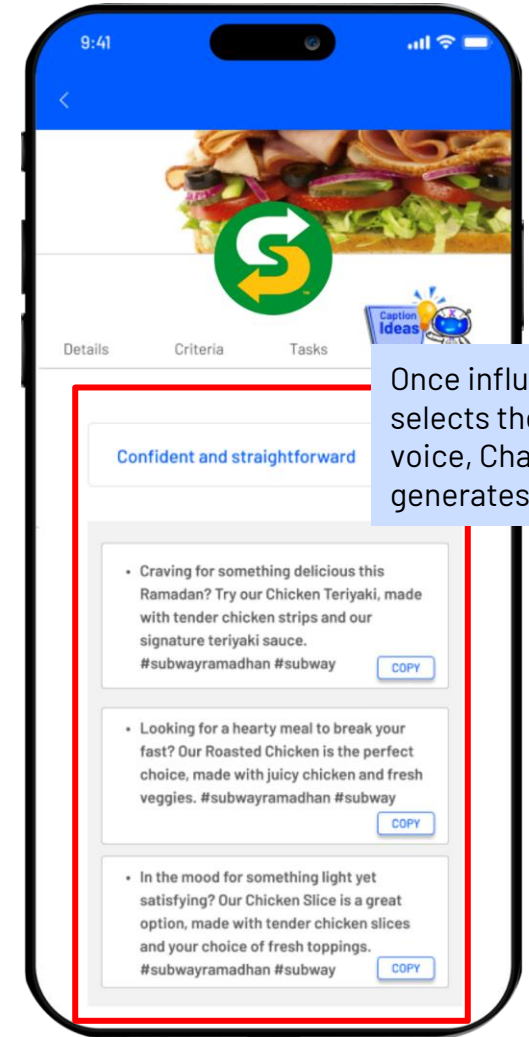 9:41
Caption
Ideas
Details Criteria Tasks
Once
selects
voice,
generates
Confident and straightforward
• Craving for something delicious this
Ramadan? Try our Chicken Teriyaki, made
with tender chicken strips and our
signature teriyaki sauce.
#subwayramadhan #subway
COPY
• Looking for a hearty meal to break your
fast? Our Roasted Chicken is the perfect
choice, made with juicy chicken and fresh
veggies. #subwayramadhan #subway
COPY
• In the mood for something light yet
satisfying? Our Chicken Slice is a great
option, made with tender chicken slices
and your choice of fresh toppings.
#subwayramadhan #subway
COPY